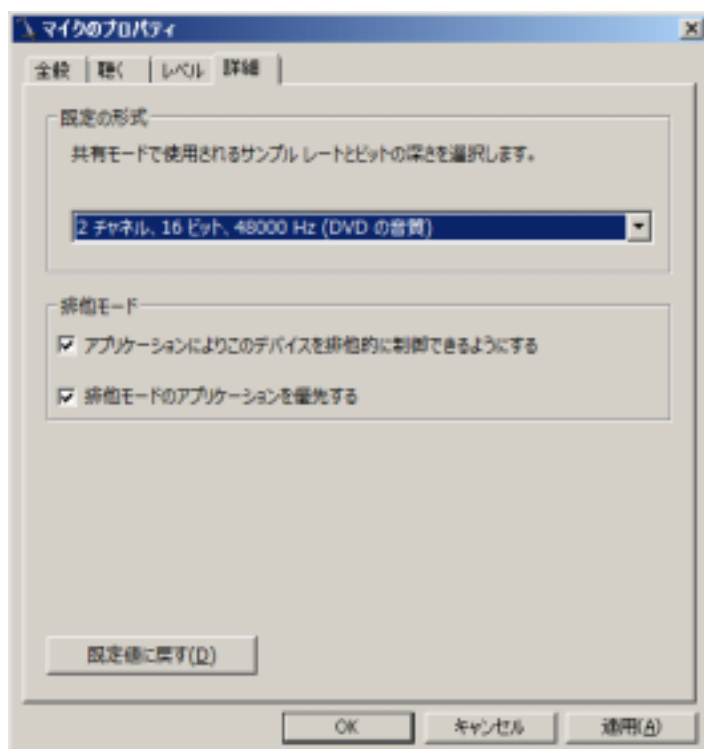 マイクのプロパティ
全般 聴く レベル 詳細
既定の形式
共有モードで使用されるサンプル レートとビットの深さを選択します。
2 チャネル、16 ビット、48000 Hz (DVD の音質)
排他モード
アプリケーションによりこのデバイスを排他的に制御できるようにする
排他モードのアプリケーションを優先する
既定値に戻す(D)
OK キャンセル 適用(A)